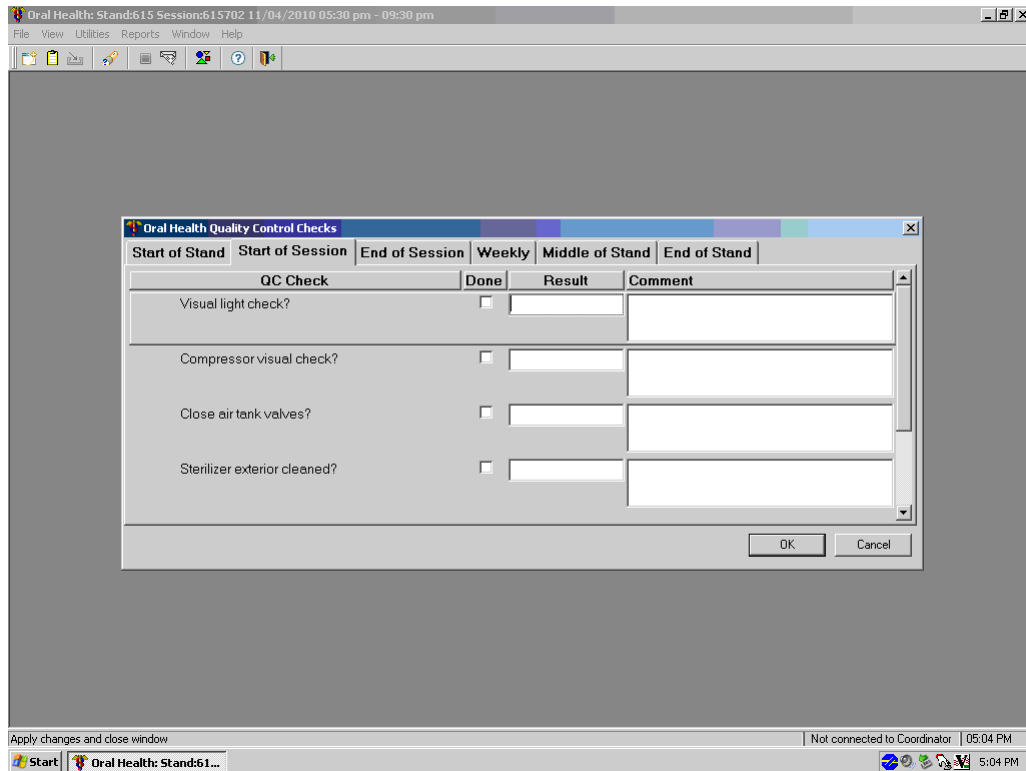 Oral Health: Stand:615 Session:615702 11/04/2010 05:30 pm - 09:30 pm
File View Utilities Reports Window Help
Oral Health Quality Control Checks
Start of Stand Start of Session End of Session Weekly Middle of Stand End of Stand
QC Check Done Result Comment
Visual light check?
Compressor visual check?
Close air tank valves?
Sterilizer exterior cleaned?
OK Cancel
Apply changes and close window Not connected to Coordinator 05:04 PM
Start Oral Health: Stand:61... 5:04 PM